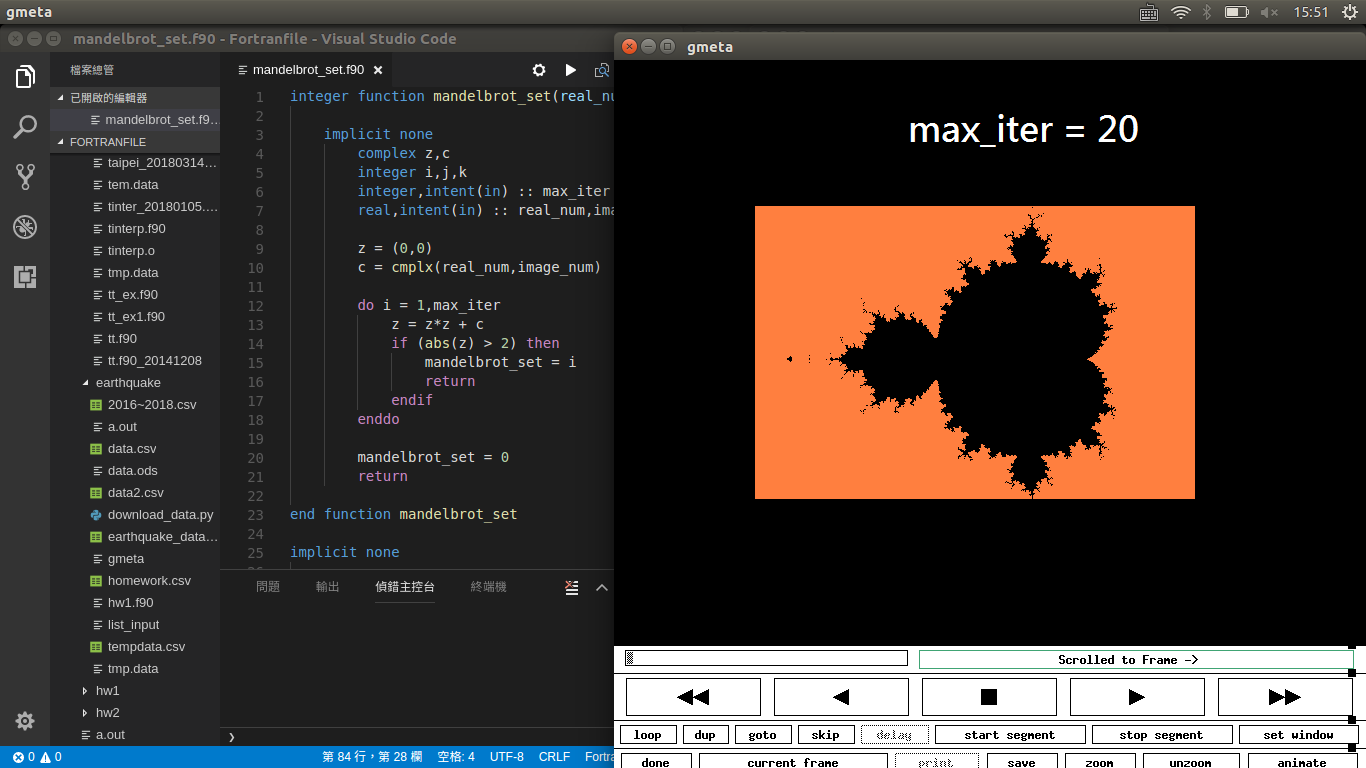 gmeta
15:51
mandelbrot_set.f90 - Fortranfile - Visual Studio Code
檔案總管
已開啟的編輯器
mandelbrot_set.f9...
FORTRANFILE
taipei_20180314...
tem.data
tinter_20180105....
tinterp.f90
tinterp.o
tmp.data
tt_ex.f90
tt_ex1.f90
tt.f90
tt.f90_20141208
earthquake
2016~2018.csv
a.out
data.csv
data.ods
data2.csv
download_data.py
earthquake_data...
gmeta
homework.csv
hw1.f90
list_input
tempdata.csv
tmp.data
hw1
hw2
a.out
mandelbrot_set.f90
1 integer function mandelbrot_set(real_nu
2
3 implicit none
4 complex z,c
5 integer i,j,k
6 integer,intent(in) :: max_iter
7 real,intent(in) :: real_num,ima
8
9 z = (0,0)
10 c = cmplx(real_num,image_num)
11
12 do i = 1,max_iter
13 z = z*z + c
14 if (abs(z) > 2) then
15 mandelbrot_set = i
16 return
17 endif
18 enddo
19
20 mandelbrot_set = 0
21 return
22
23 end function mandelbrot_set
24
25 implicit none
問題 輸出 偵錯主控台 終端機
0 0 第 84 行，第 28 欄 空格: 4 UTF-8 CRLF Fortra
gmeta
max_iter = 20
Scrolled to Frame ->
loop dup goto skip delay start segment stop segment set window
done current frame print save zoom unzoom animate